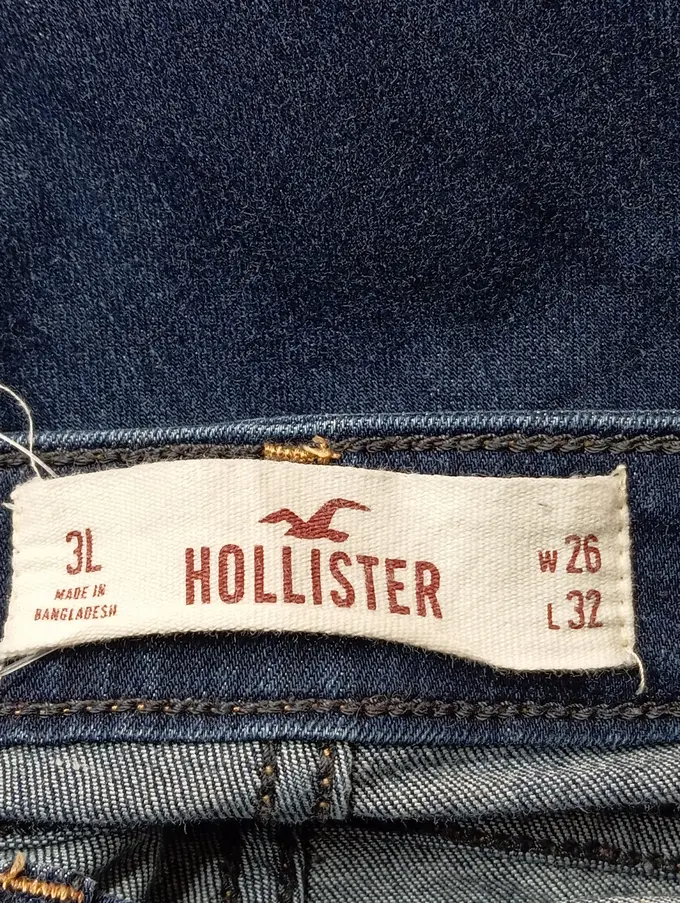 3L
MADE IN
BANGLADESH
HOLLISTER
W 26
L 32